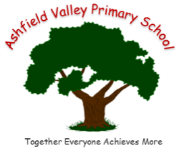 Ashfield Valley Primary School
Together Everyone Achieves More